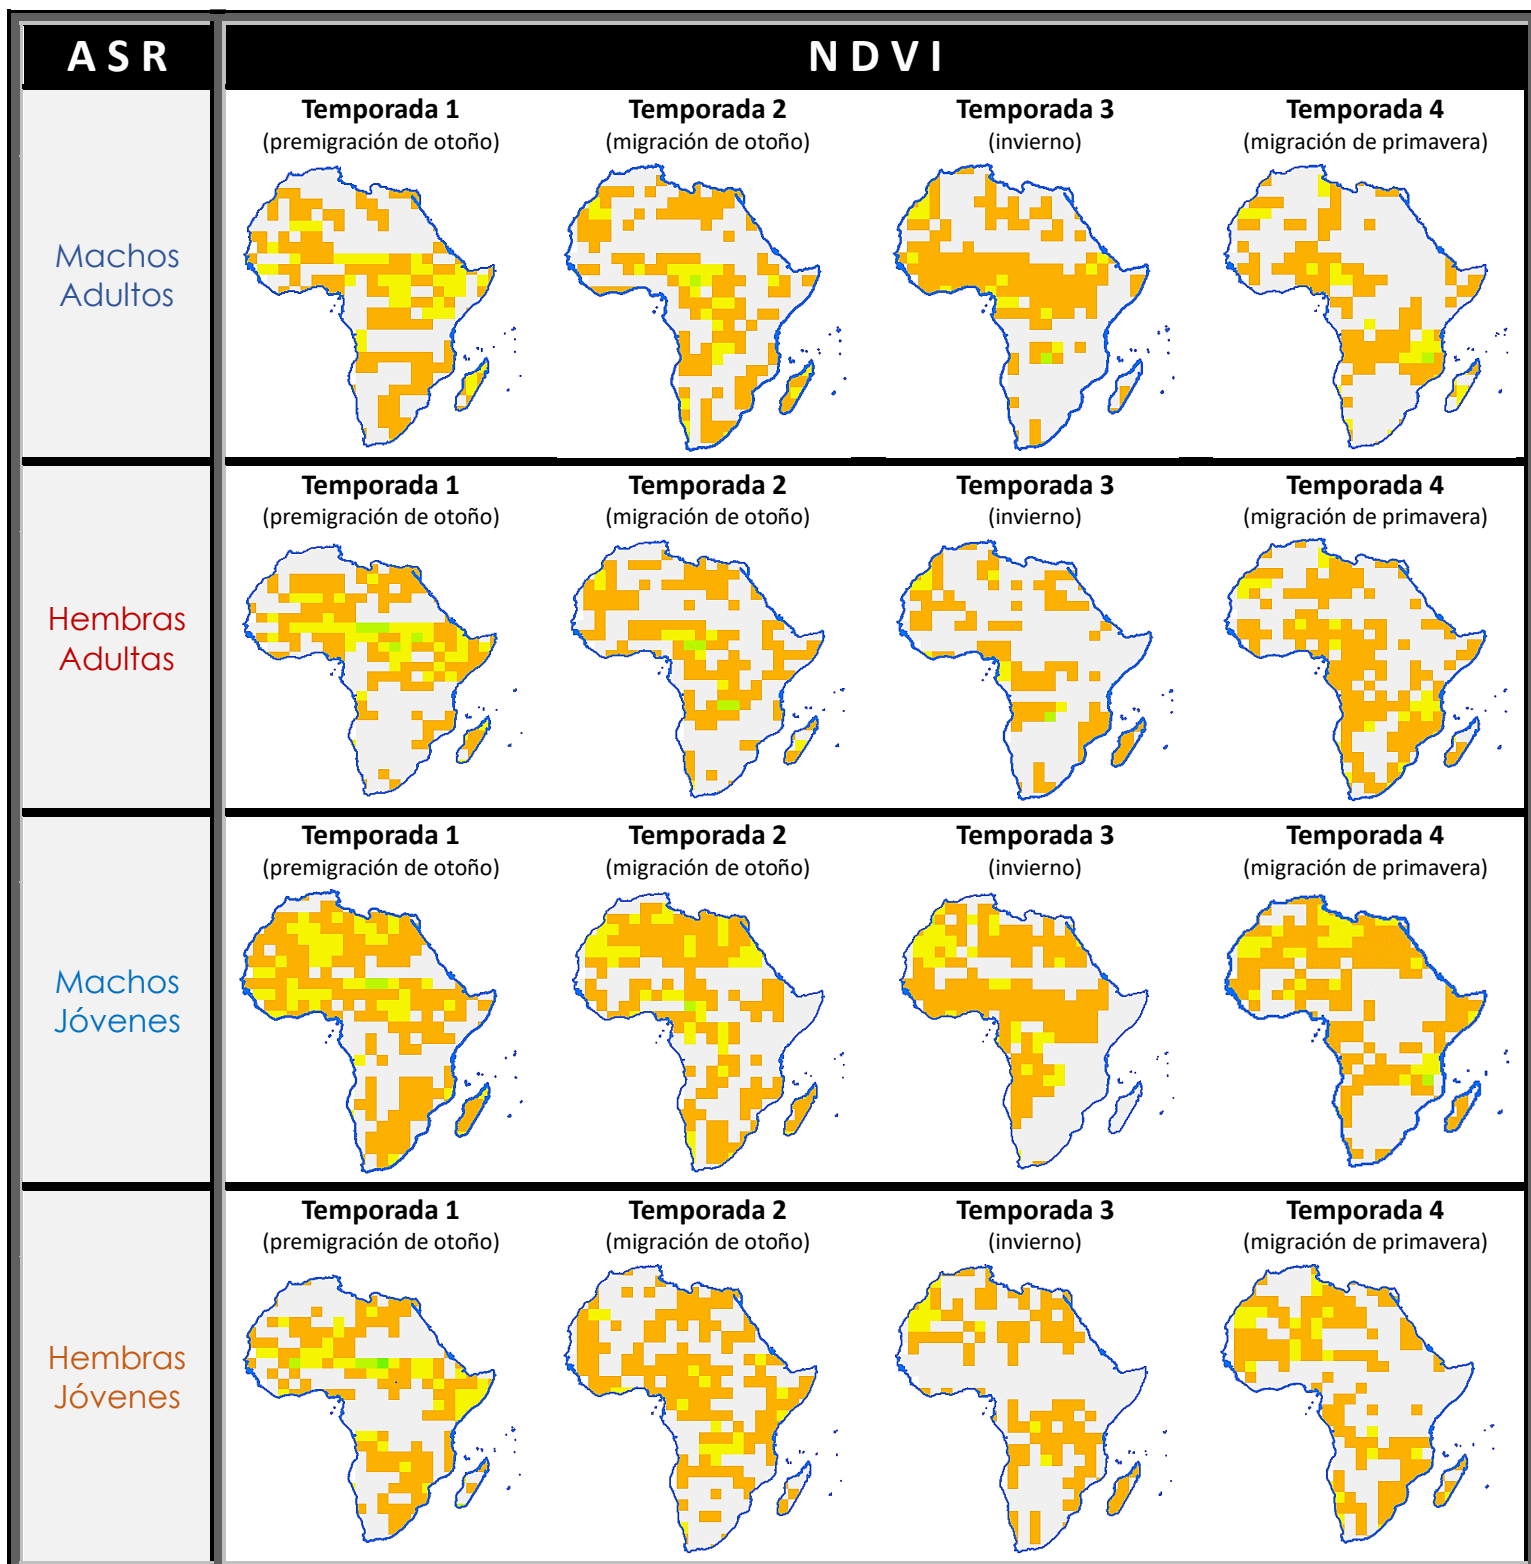 A S R
N D V I
Machos
Adultos
Temporada 1
(premigración de otoño)
Temporada 2
(migración de otoño)
Temporada 3
(invierno)
Temporada 4
(migración de primavera)
Hembras
Adultas
Temporada 1
(premigración de otoño)
Temporada 2
(migración de otoño)
Temporada 3
(invierno)
Temporada 4
(migración de primavera)
Machos
Jóvenes
Temporada 1
(premigración de otoño)
Temporada 2
(migración de otoño)
Temporada 3
(invierno)
Temporada 4
(migración de primavera)
Hembras
Jóvenes
Temporada 1
(premigración de otoño)
Temporada 2
(migración de otoño)
Temporada 3
(invierno)
Temporada 4
(migración de primavera)